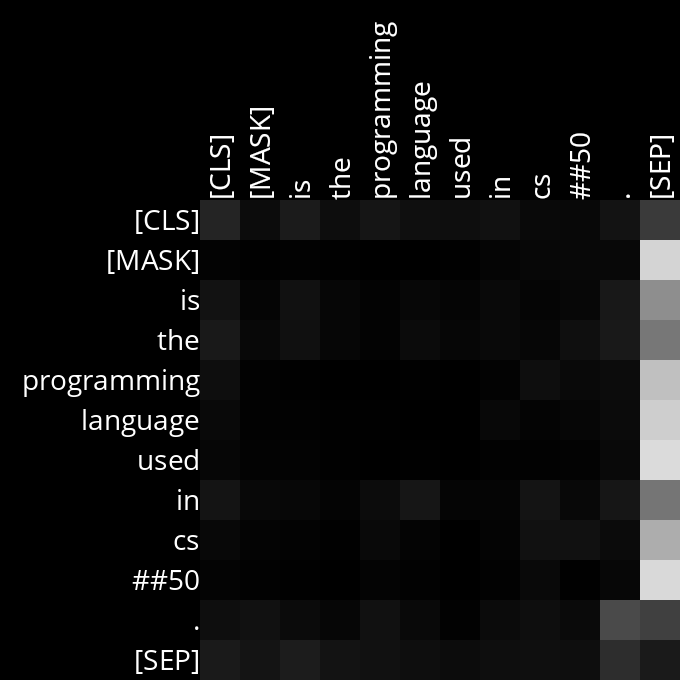 [CLS] [MASK] is the programming language used in cs ##50 . [SEP]
[CLS]
[MASK]
is
the
programming
language
used
in
cs
##50
.
[SEP]